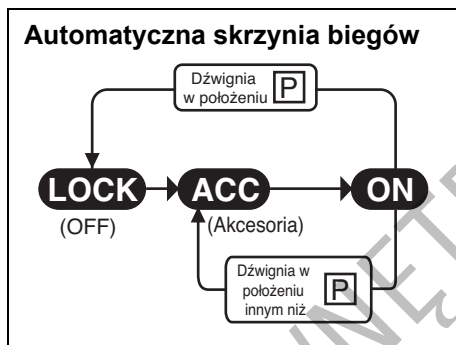 Automatyczna skrzynia biegów
Dźwignia
w położeniu P
LOCK ACC ON
(OFF) (Akcesoria)
Dźwignia w
położeniu P
innym niż